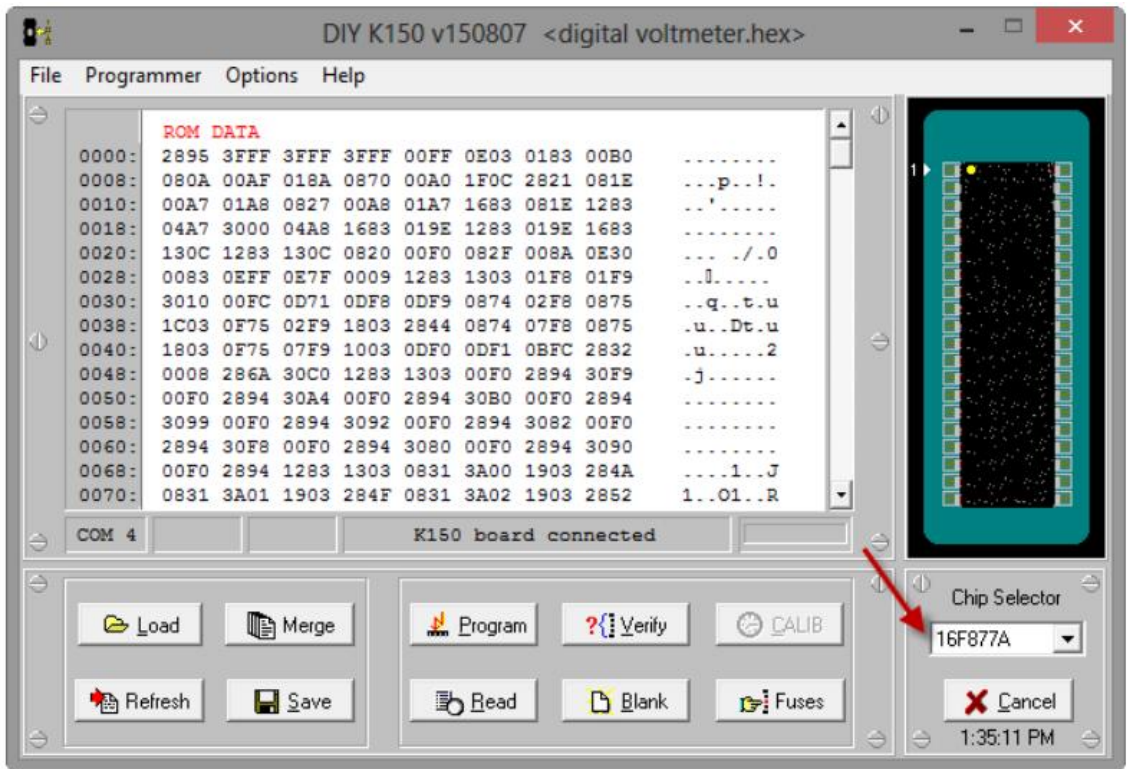 DIY K150 v150807 <digital voltmeter.hex>
File Programmer Options Help
ROM DATA
0000: 2895 3FFF 3FFF 3FFF 00FF 0E03 0183 00B0 ........
0008: 080A 00AF 018A 0870 00A0 1F0C 2821 081E ...p..!.
0010: 00A7 01A8 0827 00A8 01A7 1683 081E 1283 ..'.....
0018: 04A7 3000 04A8 1683 019E 1283 019E 1683 ........
0020: 130C 1283 130C 0820 00F0 082F 008A 0E30 ... ./.0
0028: 0083 0EFF 0E7F 0009 1283 1303 01F8 01F9 ..▯.....
0030: 3010 00FC 0D71 0DF8 0DF9 0874 02F8 0875 ..q..t.u
0038: 1C03 0F75 02F9 1803 2844 0874 07F8 0875 .u..Dt.u
0040: 1803 0F75 07F9 1003 0DF0 0DF1 0BFC 2832 .u.....2
0048: 0008 286A 30C0 1283 1303 00F0 2894 30F9 .j......
0050: 00F0 2894 30A4 00F0 2894 30B0 00F0 2894 ........
0058: 3099 00F0 2894 3092 00F0 2894 3082 00F0 ........
0060: 2894 30F8 00F0 2894 3080 00F0 2894 3090 ........
0068: 00F0 2894 1283 1303 0831 3A00 1903 284A ....1..J
0070: 0831 3A01 1903 284F 0831 3A02 1903 2852 1..O1..R
1
COM 4 K150 board connected
Chip Selector
16F877A
Load Merge Program Verify CALIB
Refresh Save Read Blank Fuses
Cancel
1:35:11 PM